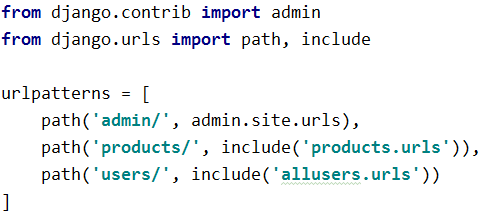 from django.contrib import admin
from django.urls import path, include
urlpatterns = [
path('admin/', admin.site.urls),
path('products/', include('products.urls')),
path('users/', include('allusers.urls'))
]